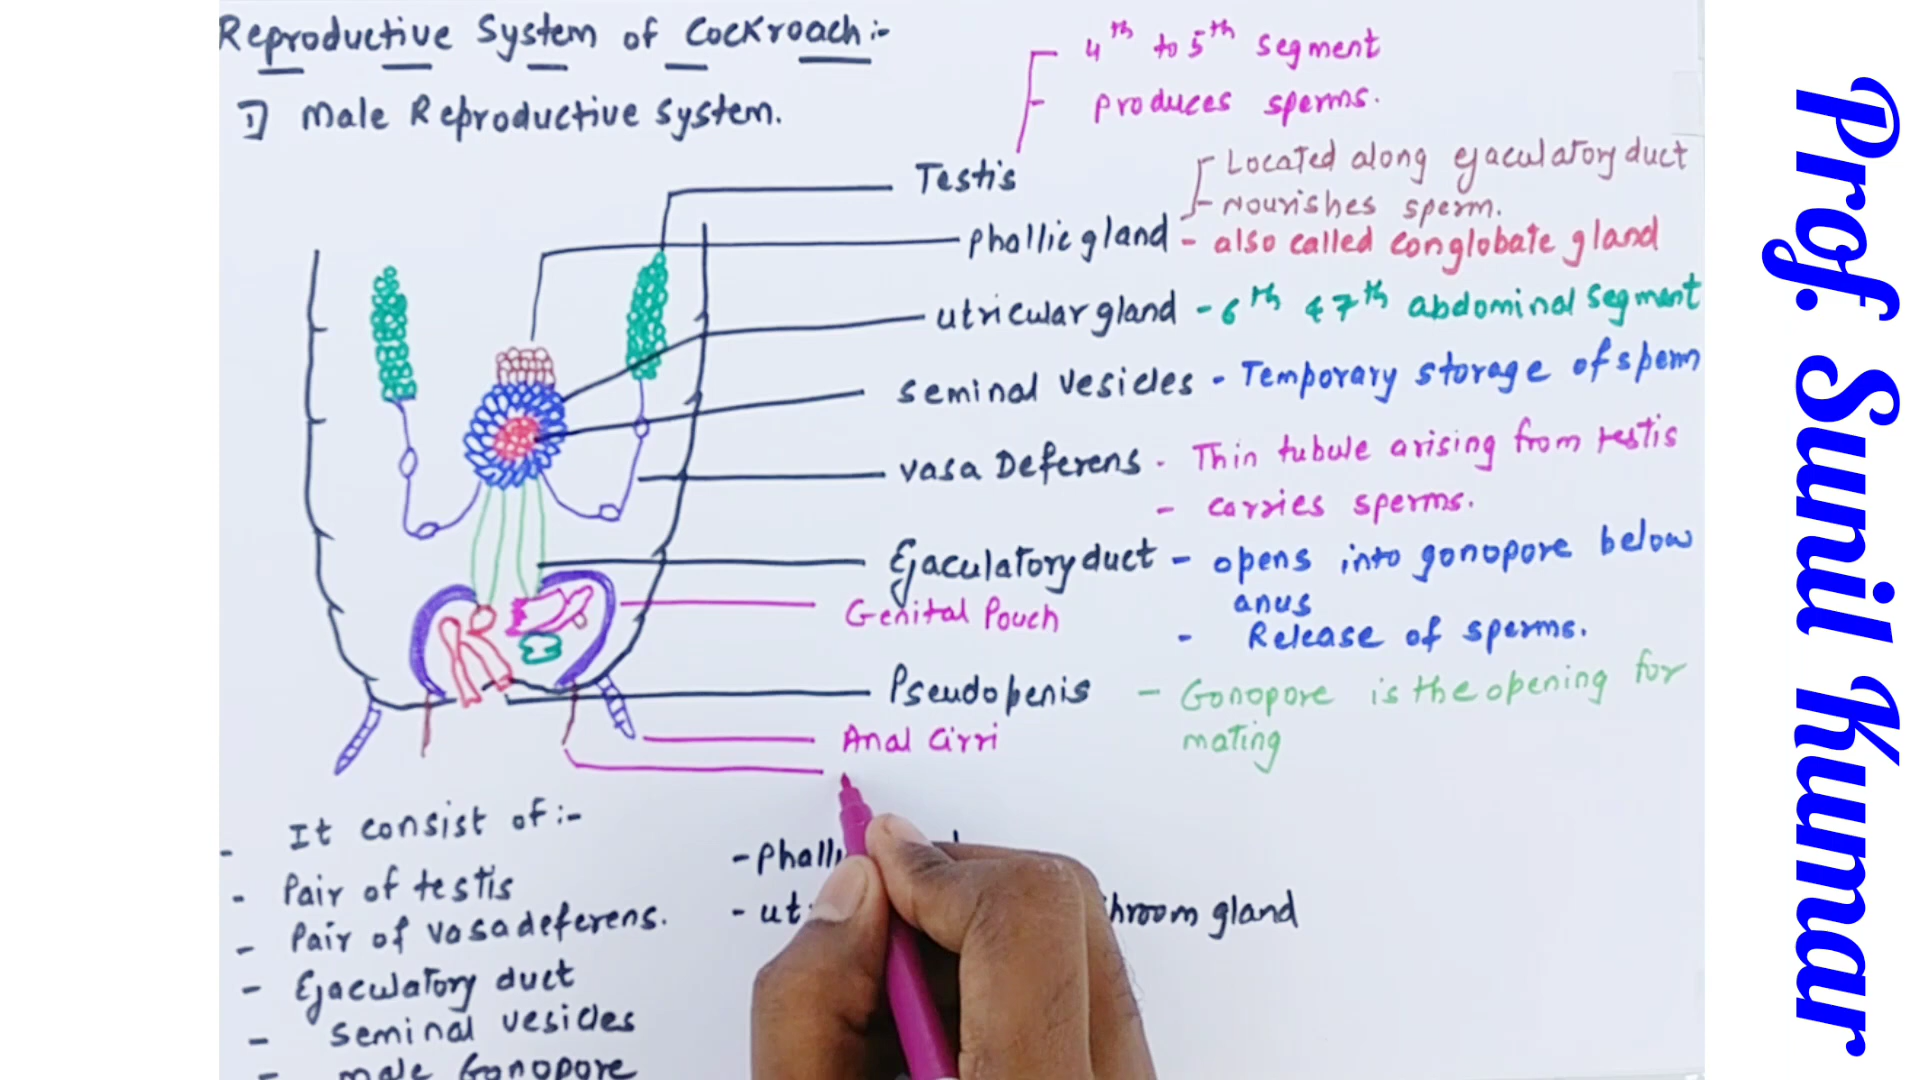 Reproductive System of Cockroach:-
1) Male Reproductive System.
4th to 5th segment
- produces sperms.
Testis
- Located along ejaculatory duct
- nourishes sperm.
phallic gland - also called conglobate gland
utricular gland - 6th & 7th abdominal segment
seminal vesicles - Temporary storage of sperm
vasa Deferens - Thin tubule arising from testis
- carries sperms.
Ejaculatory duct - opens into gonopore below
anus
- Release of sperms.
Genital Pouch
Pseudopenis - Gonopore is the opening for
mating
Anal Cirri
- It consist of:-
- Pair of testis
- Pair of vasa deferens.
- Ejaculatory duct
- seminal vesicles
- male Gonopore
- phalli
- ut hroom gland
Prof. Sunil Kumar